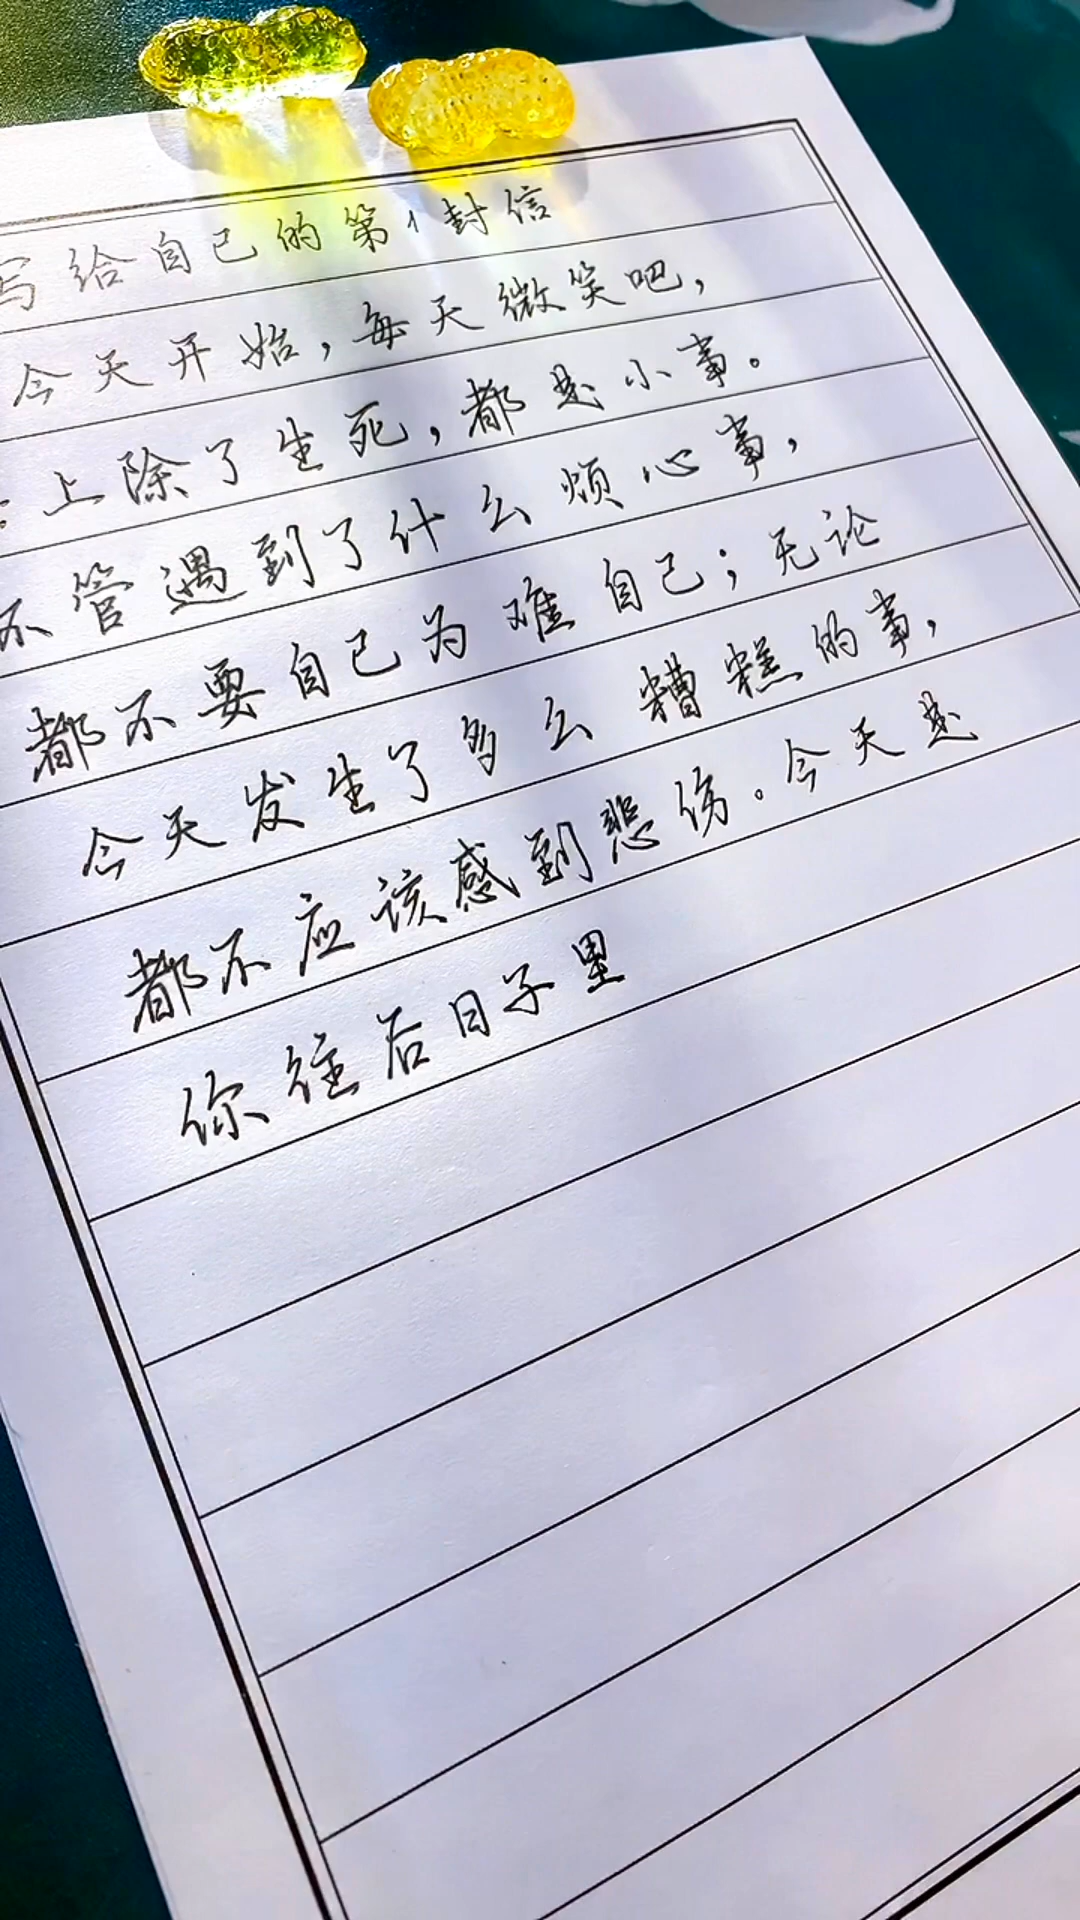 写给自己的第1封信
今天开始,每天微笑吧,
上除了生死,都是小事。
不管遇到了什么烦心事,
都不要自己为难自己;无论
今天发生了多么糟糕的事,
都不应该感到悲伤。今天是
你往后日子里